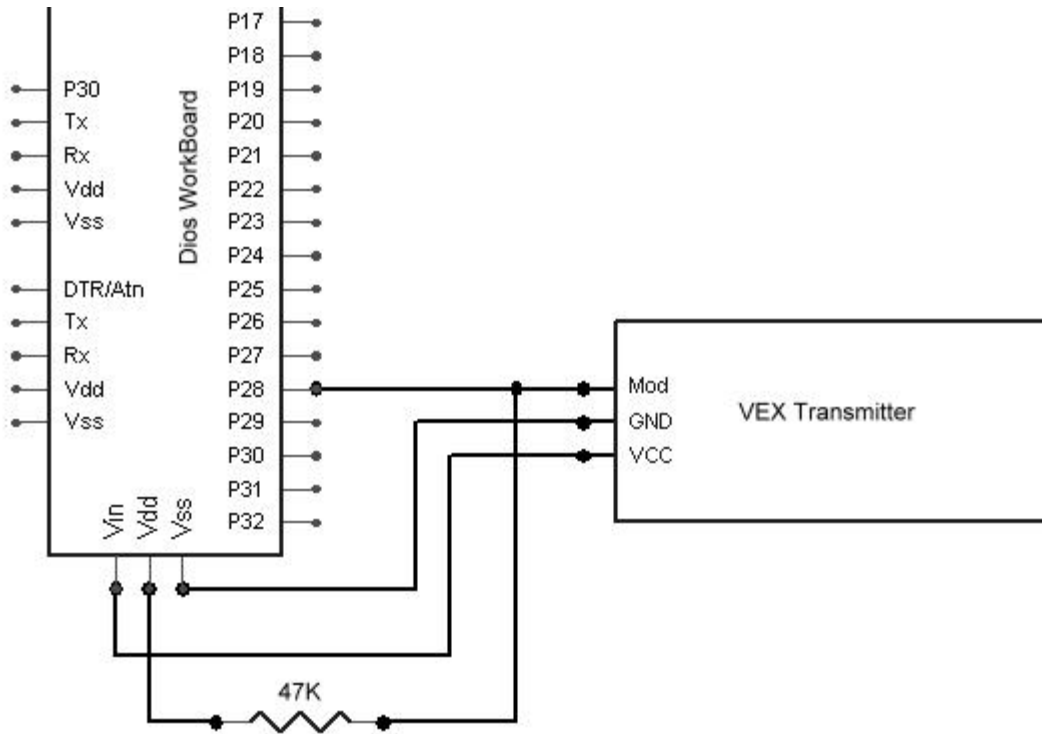 P17
P18
P30
P19
Tx
P20
Rx
P21
Vdd
P22
Vss
P23
Dios WorkBoard
P24
DTR/Atn
P25
Tx
P26
Rx
P27
Vdd
P28
Vss
P29
P30
P31
P32
Vin
Vdd
Vss
Mod
GND
VCC
VEX Transmitter
47K